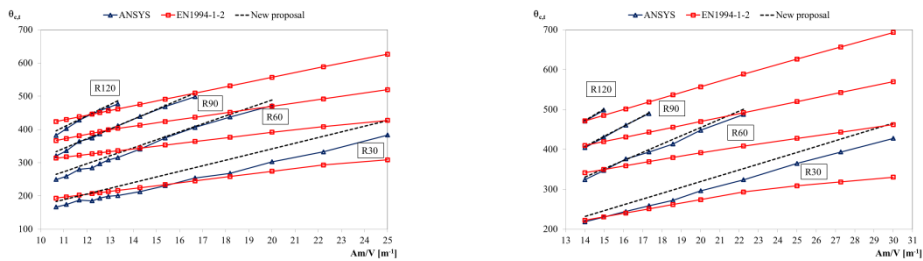 θc,t ANSYS EN1994-1-2 New proposal
700
600
500
400
300
200
100
R120
R90
R60
R30
10 11 12 13 14 15 16 17 18 19 20 21 22 23 24 25
Am/V [m-1]
θc,t ANSYS EN1994-1-2 New proposal
700
600
500
400
300
200
R120
R90
R60
R30
13 14 15 16 17 18 19 20 21 22 23 24 25 26 27 28 29 30 31
Am/V [m-1]